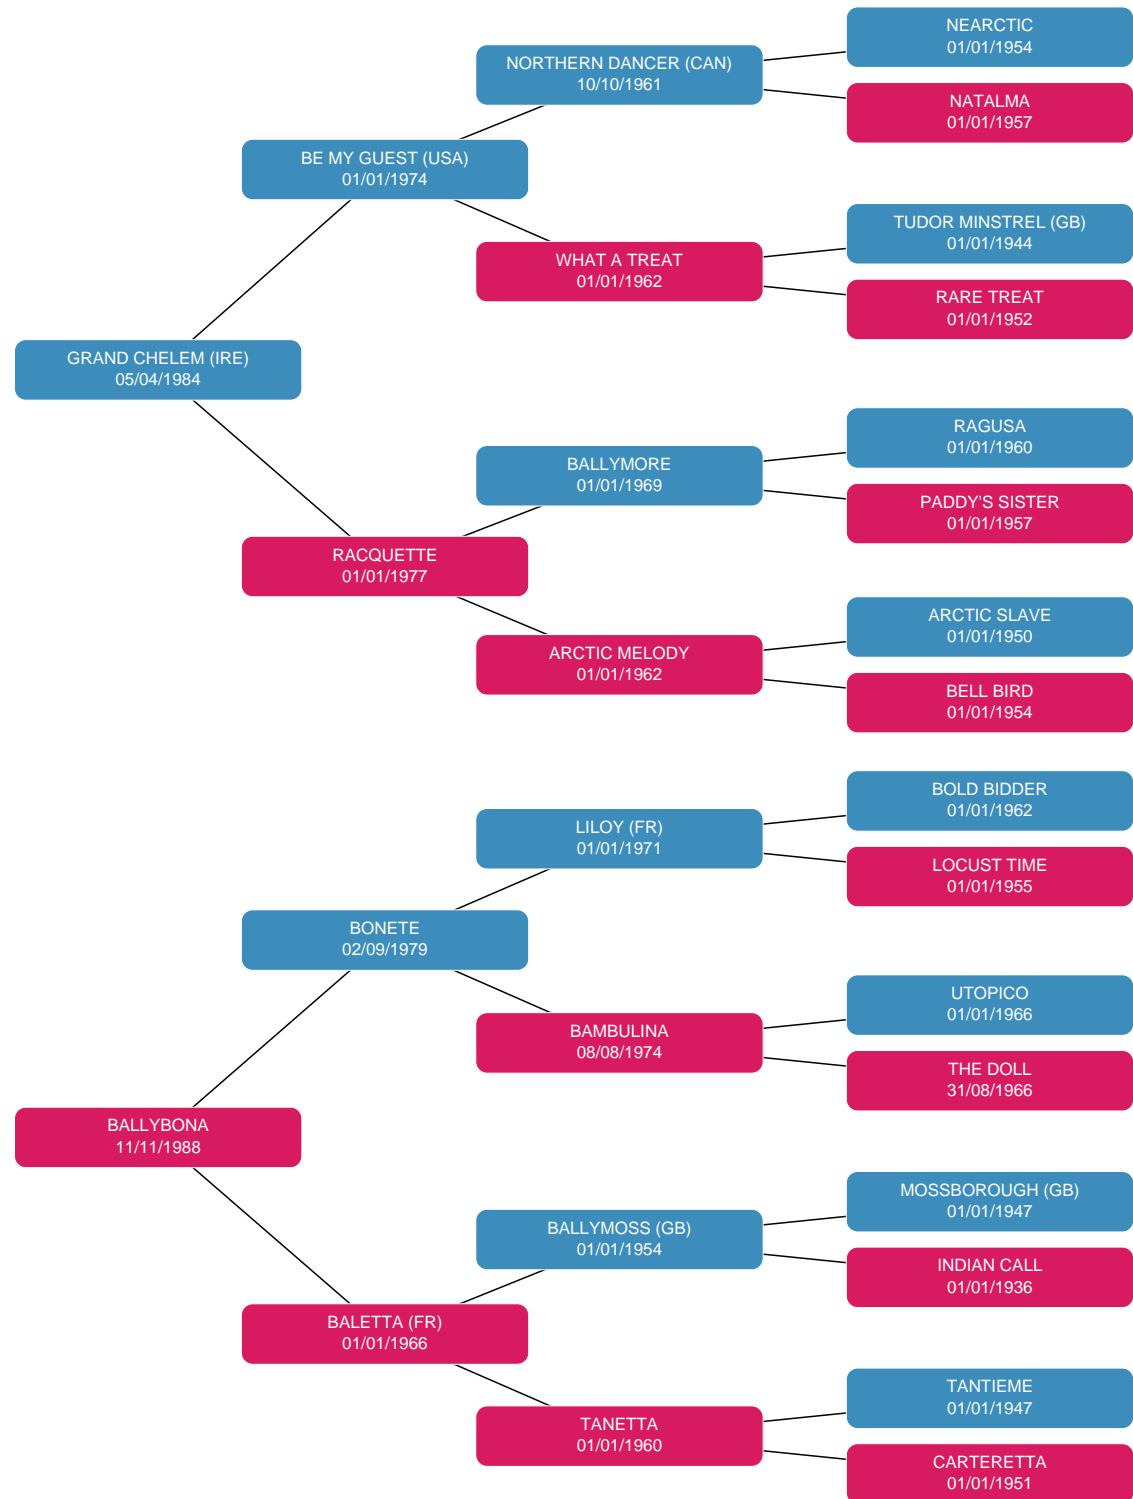 NEARCTIC
01/01/1954
NORTHERN DANCER (CAN)
10/10/1961
NATALMA
01/01/1957
BE MY GUEST (USA)
01/01/1974
TUDOR MINSTREL (GB)
01/01/1944
WHAT A TREAT
01/01/1962
RARE TREAT
01/01/1952
GRAND CHELEM (IRE)
05/04/1984
RAGUSA
01/01/1960
BALLYMORE
01/01/1969
PADDY'S SISTER
01/01/1957
RACQUETTE
01/01/1977
ARCTIC SLAVE
01/01/1950
ARCTIC MELODY
01/01/1962
BELL BIRD
01/01/1954
BOLD BIDDER
01/01/1962
LILOY (FR)
01/01/1971
LOCUST TIME
01/01/1955
BONETE
02/09/1979
UTOPICO
01/01/1966
BAMBULINA
08/08/1974
THE DOLL
31/08/1966
BALLYBONA
11/11/1988
MOSSBOROUGH (GB)
01/01/1947
BALLYMOSS (GB)
01/01/1954
INDIAN CALL
01/01/1936
BALETTA (FR)
01/01/1966
TANTIEME
01/01/1947
TANETTA
01/01/1960
CARTERETTA
01/01/1951